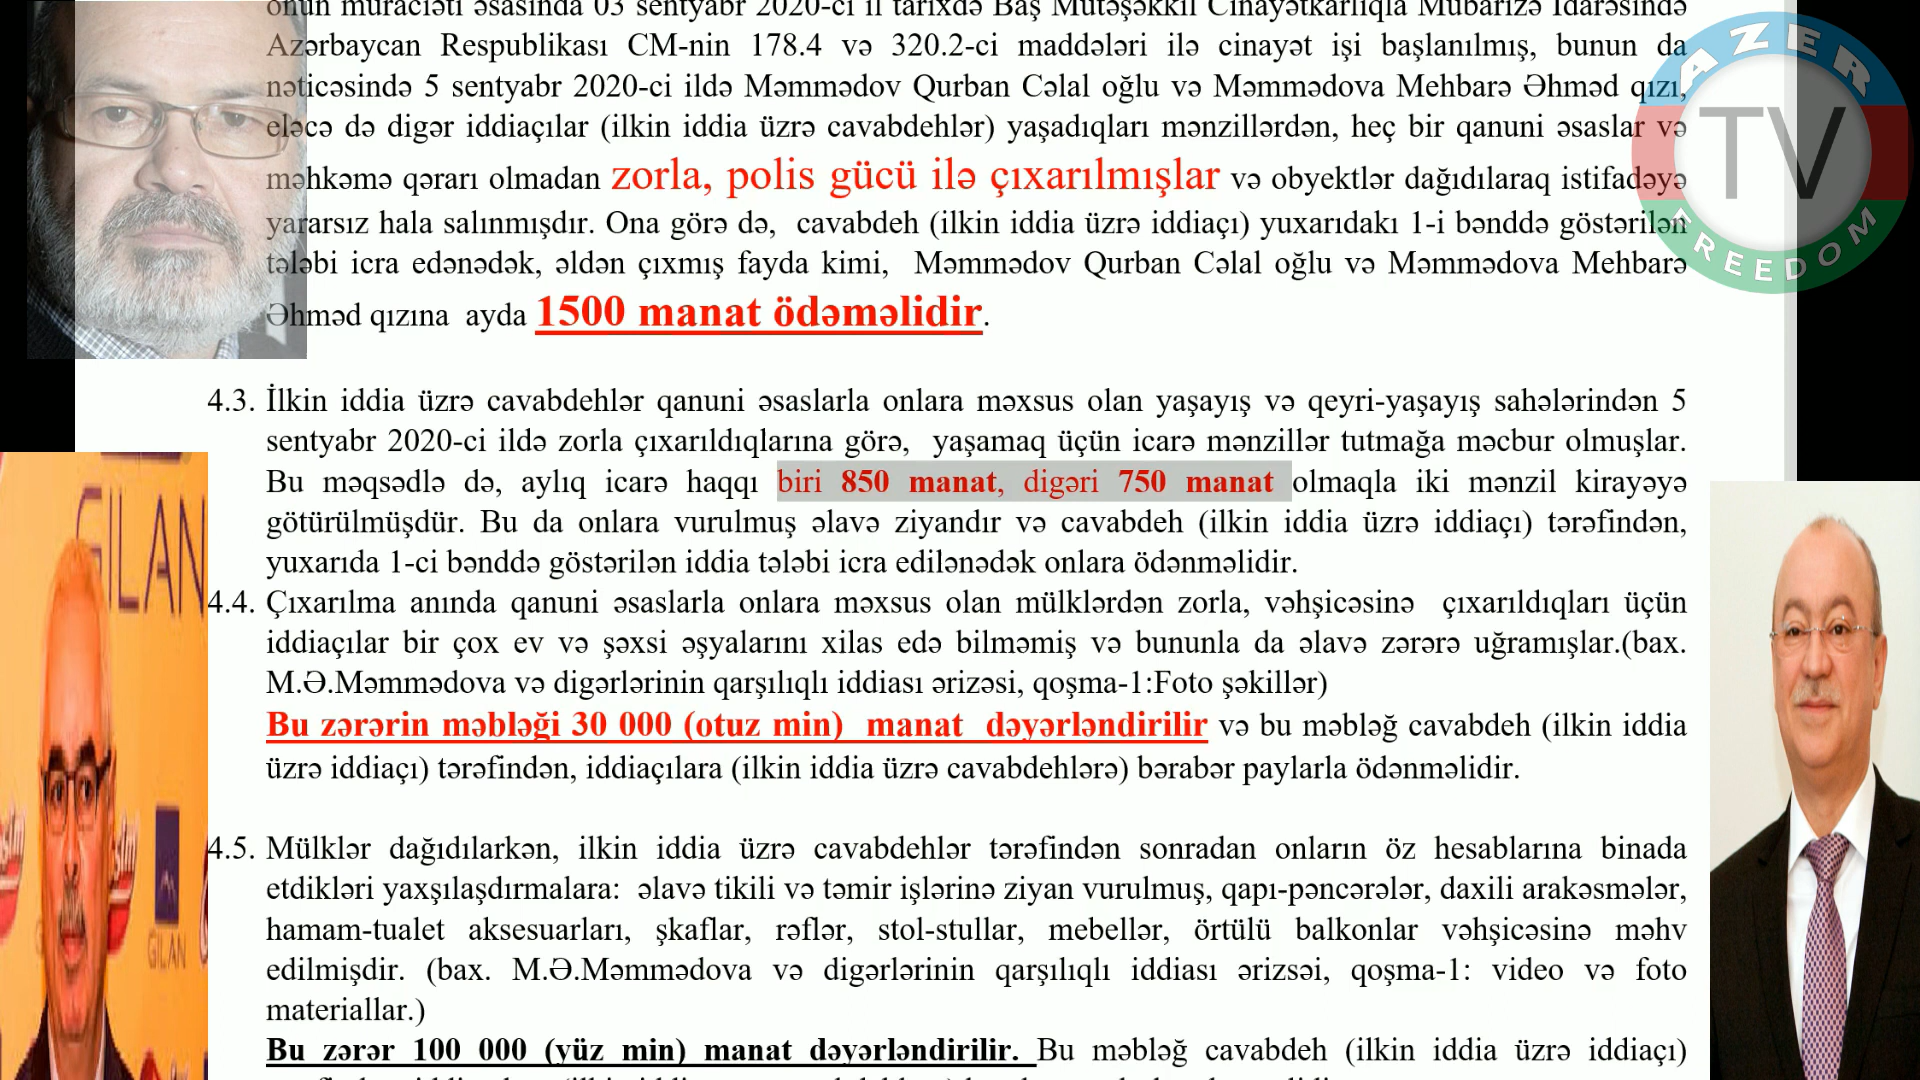 onun müraciəti əsasında 03 sentyabr 2020-ci il tarixdə Baş Mütəşəkkil Cinayətkarlıqla Mübarizə İdarəsində
Azərbaycan Respublikası CM-nin 178.4 və 320.2-ci maddələri ilə cinayət işi başlanılmış, bunun da
nəticəsində 5 sentyabr 2020-ci ildə Məmmədov Qurban Cəlal oğlu və Məmmədova Mehbarə Əhməd qızı,
eləcə də digər iddiaçılar (ilkin iddia üzrə cavabdehlər) yaşadıqları mənzillərdən, heç bir qanuni əsaslar və
məhkəmə qərarı olmadan zorla, polis gücü ilə çıxarılmışlar və obyektlər dağıdılaraq istifadəyə
yararsız hala salınmışdır. Ona görə də, cavabdeh (ilkin iddia üzrə iddiaçı) yuxarıdakı 1-i bənddə göstərilən
tələbi icra edənədək, əldən çıxmış fayda kimi, Məmmədov Qurban Cəlal oğlu və Məmmədova Mehbarə
Əhməd qızına ayda 1500 manat ödəməlidir.
4.3. İlkin iddia üzrə cavabdehlər qanuni əsaslarla onlara məxsus olan yaşayış və qeyri-yaşayış sahələrindən 5
sentyabr 2020-ci ildə zorla çıxarıldıqlarına görə, yaşamaq üçün icarə mənzillər tutmağa məcbur olmuşlar.
Bu məqsədlə də, aylıq icarə haqqı biri 850 manat, digəri 750 manat olmaqla iki mənzil kirayəyə
götürülmüşdür. Bu da onlara vurulmuş əlavə ziyandır və cavabdeh (ilkin iddia üzrə iddiaçı) tərəfindən,
yuxarıda 1-ci bənddə göstərilən iddia tələbi icra edilənədək onlara ödənməlidir.
4.4. Çıxarılma anında qanuni əsaslarla onlara məxsus olan mülklərdən zorla, vəhşicəsinə çıxarıldıqları üçün
iddiaçılar bir çox ev və şəxsi əşyalarını xilas edə bilməmiş və bununla da əlavə zərərə uğramışlar.(bax.
M.Ə.Məmmədova və digərlərinin qarşılıqlı iddiası ərizəsi, qoşma-1:Foto şəkillər)
Bu zərərin məbləği 30 000 (otuz min) manat dəyərləndirilir və bu məbləğ cavabdeh (ilkin iddia
üzrə iddiaçı) tərəfindən, iddiaçılara (ilkin iddia üzrə cavabdehlərə) bərabər paylarla ödənməlidir.
4.5. Mülklər dağıdılarkən, ilkin iddia üzrə cavabdehlər tərəfindən sonradan onların öz hesablarına binada
etdikləri yaxşılaşdırmalara: əlavə tikili və təmir işlərinə ziyan vurulmuş, qapı-pəncərələr, daxili arakəsmələr,
hamam-tualet aksesuarları, şkaflar, rəflər, stol-stullar, mebellər, örtülü balkonlar vəhşicəsinə məhv
edilmişdir. (bax. M.Ə.Məmmədova və digərlərinin qarşılıqlı iddiası ərizsəi, qoşma-1: video və foto
materiallar.)
Bu zərər 100 000 (yüz min) manat dəyərləndirilir. Bu məbləğ cavabdeh (ilkin iddia üzrə iddiaçı)
AZER
TV
FREEDOM
GILAN
GILAN